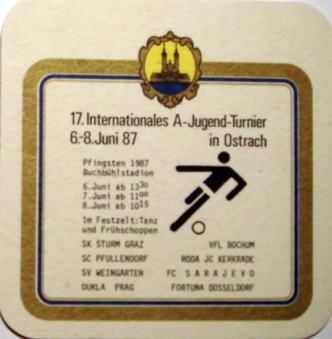 17. Internationales A-Jugend-Turnier
6.-8. Juni 87 in Ostrach
Pfingsten 1987
Buchbühlstadion
6.Juni ab 13³⁰
7.Juni ab 11⁰⁰
8.Juni ab 10¹⁵
Im Festzelt:Tanz
und Frühschoppen
SK STURM GRAZ VFL BOCHUM
SC PFULLENDORF RODA JC KERKRADE
SV WEINGARTEN FC SARAJEVO
DUKLA PRAG FORTUNA DÜSSELDORF